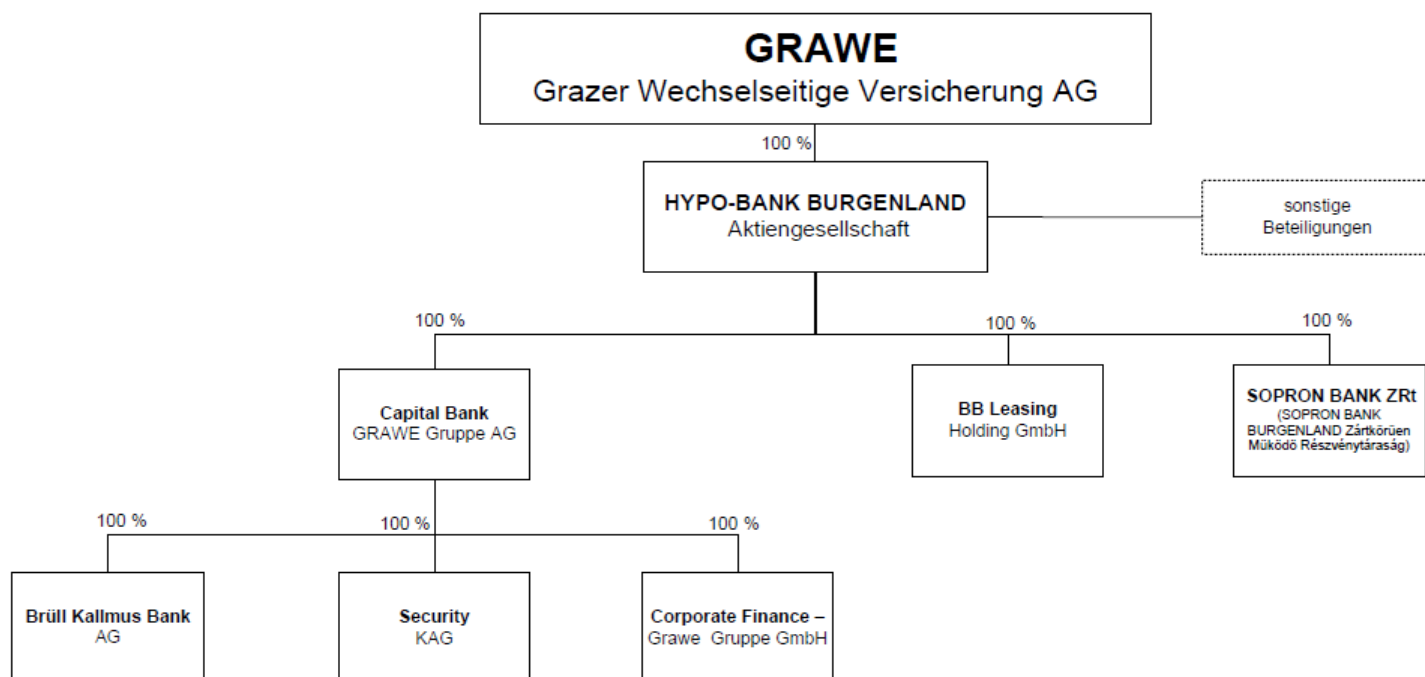 GRAWE
Grazer Wechselseitige Versicherung AG
100 %
HYPO-BANK BURGENLAND
Aktiengesellschaft
sonstige
Beteiligungen
100 %
100 %
100 %
Capital Bank
GRAWE Gruppe AG
BB Leasing
Holding GmbH
SOPRON BANK ZRt
(SOPRON BANK
BURGENLAND Zártkörüen
Müködö Részvénytáraság)
100 %
100 %
100 %
Brüll Kallmus Bank
AG
Security
KAG
Corporate Finance –
Grawe Gruppe GmbH